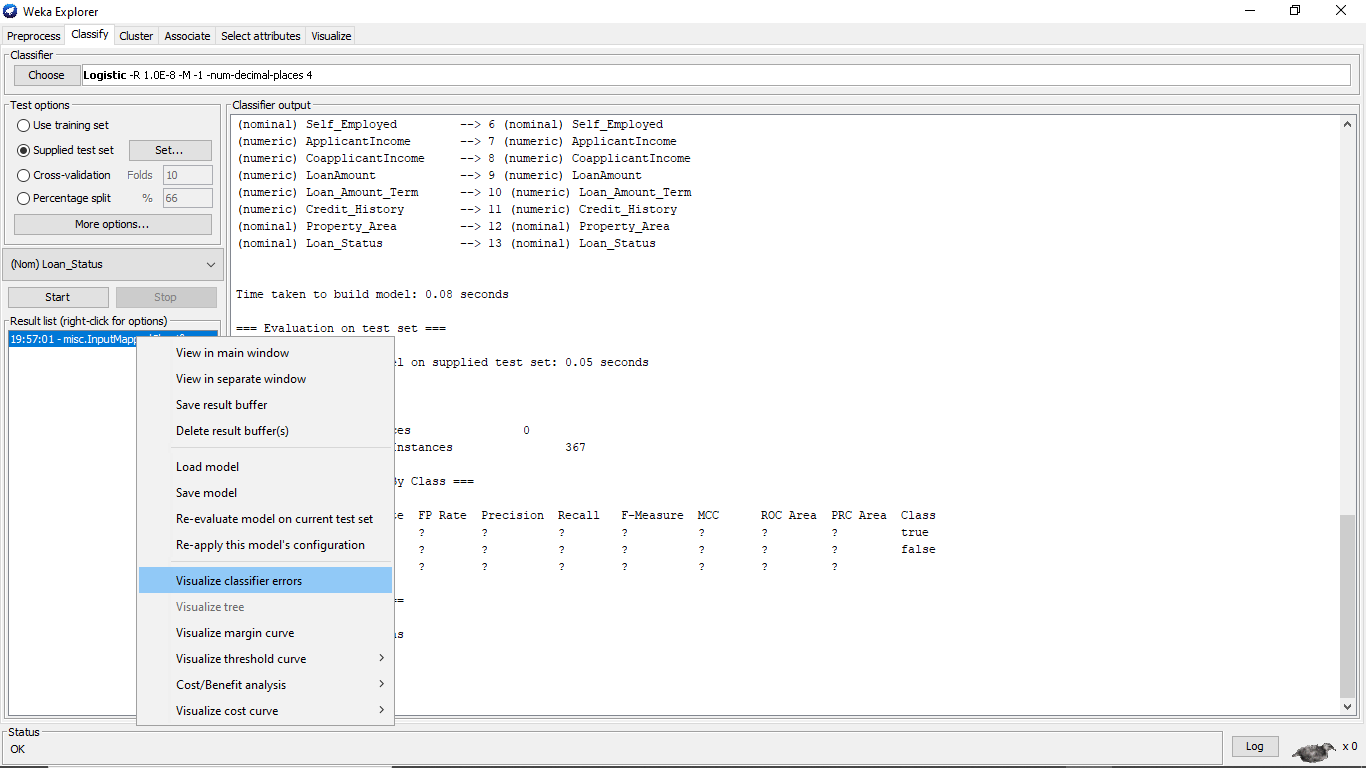 Weka Explorer
Preprocess Classify Cluster Associate Select attributes Visualize
Classifier
Choose Logistic -R 1.0E-8 -M -1 -num-decimal-places 4
Test options
Use training set
Supplied test set Set...
Cross-validation Folds 10
Percentage split % 66
More options...
(Nom) Loan_Status
Start Stop
Result list (right-click for options)
19:57:01 - misc.InputMapp
Classifier output
(nominal) Self_Employed --> 6 (nominal) Self_Employed
(numeric) ApplicantIncome --> 7 (numeric) ApplicantIncome
(numeric) CoapplicantIncome --> 8 (numeric) CoapplicantIncome
(numeric) LoanAmount --> 9 (numeric) LoanAmount
(numeric) Loan_Amount_Term --> 10 (numeric) Loan_Amount_Term
(numeric) Credit_History --> 11 (numeric) Credit_History
(nominal) Property_Area --> 12 (nominal) Property_Area
(nominal) Loan_Status --> 13 (nominal) Loan_Status
Time taken to build model: 0.08 seconds
=== Evaluation on test set ===
el on supplied test set: 0.05 seconds
ces 0
Instances 367
By Class ===
te FP Rate Precision Recall F-Measure MCC ROC Area PRC Area Class
? ? ? ? ? ? ? true
? ? ? ? ? ? ? false
? ? ? ? ? ? ?
==
as
View in main window
View in separate window
Save result buffer
Delete result buffer(s)
Load model
Save model
Re-evaluate model on current test set
Re-apply this model's configuration
Visualize classifier errors
Visualize tree
Visualize margin curve
Visualize threshold curve
Cost/Benefit analysis
Visualize cost curve
Status
OK
Log
x 0